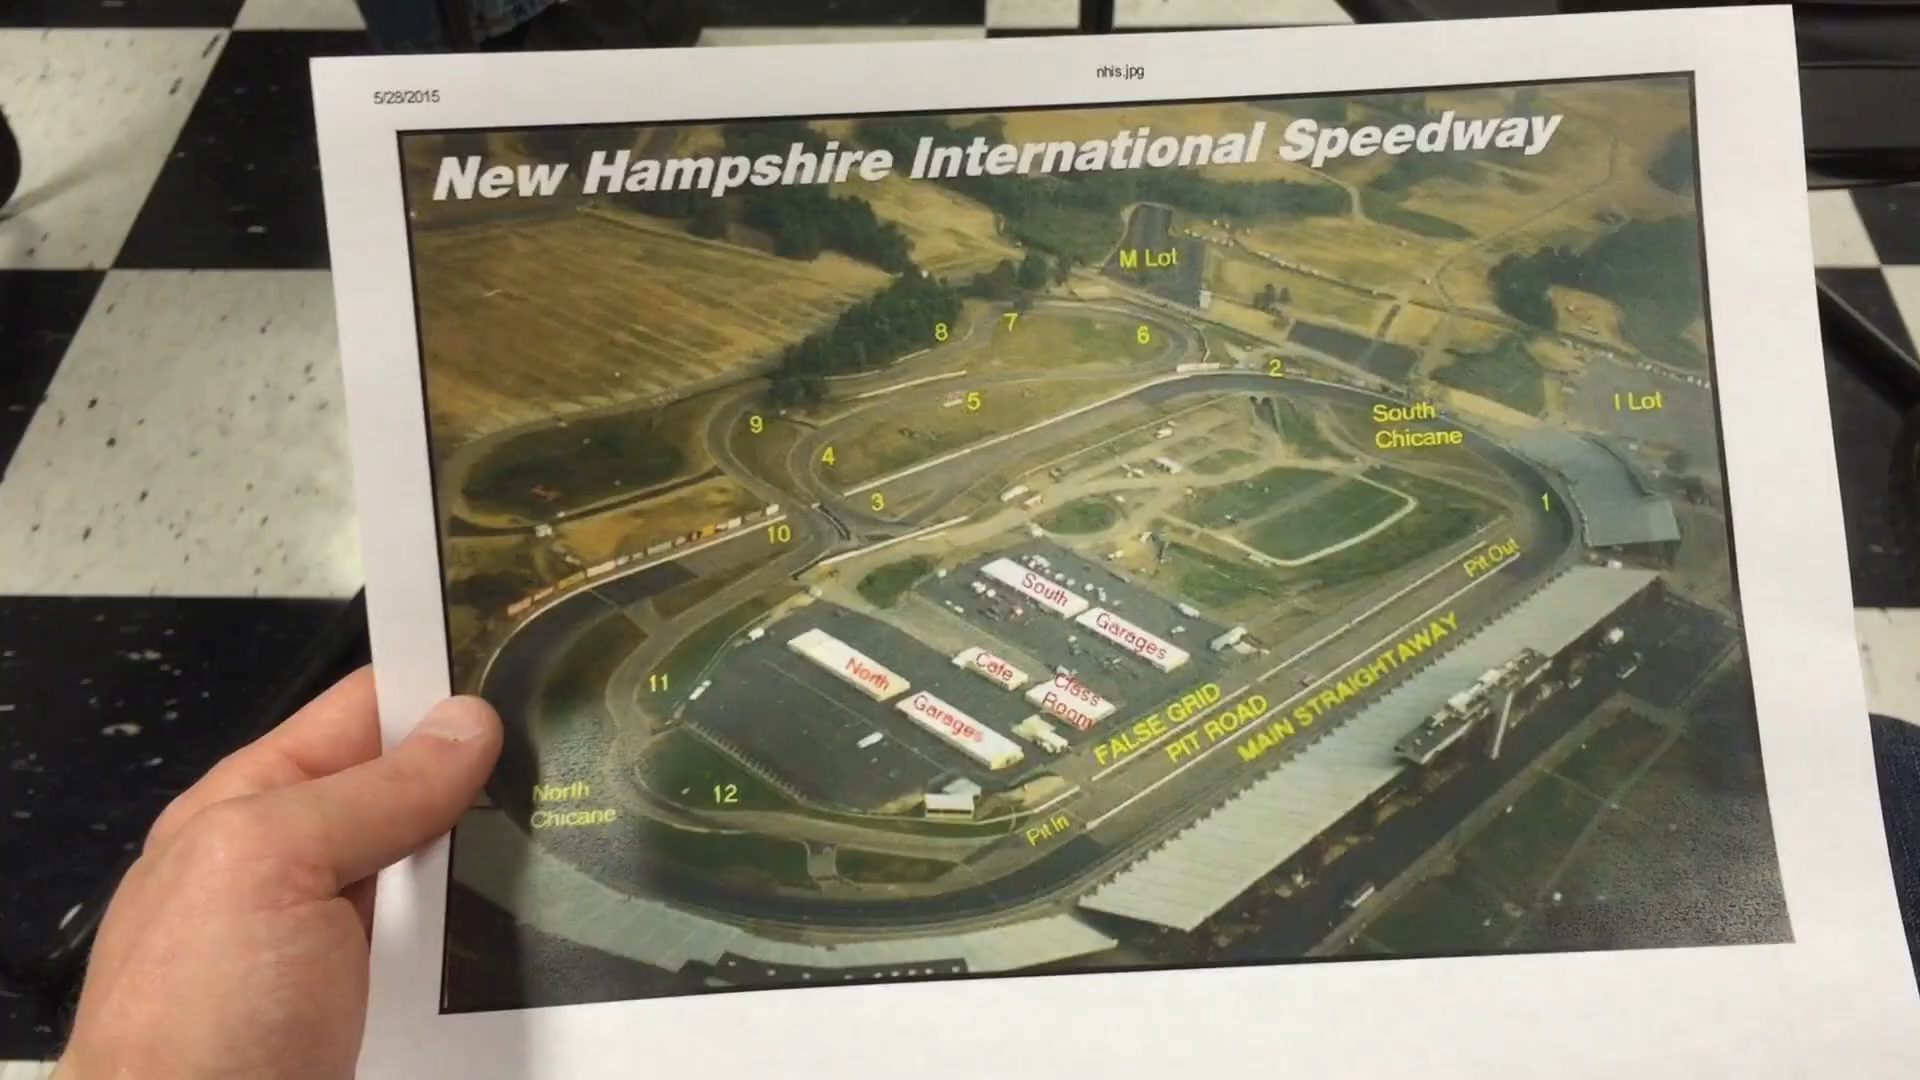 5/28/2015
nhis.jpg
New Hampshire International Speedway
M Lot
8
7
6
2
9
5
South
Chicane
I Lot
4
3
1
10
Pit Out
South
Garages
North
Garages
Cafe
Class
Room
11
FALSE GRID
PIT ROAD
MAIN STRAIGHTAWAY
North
Chicane
12
Pit In